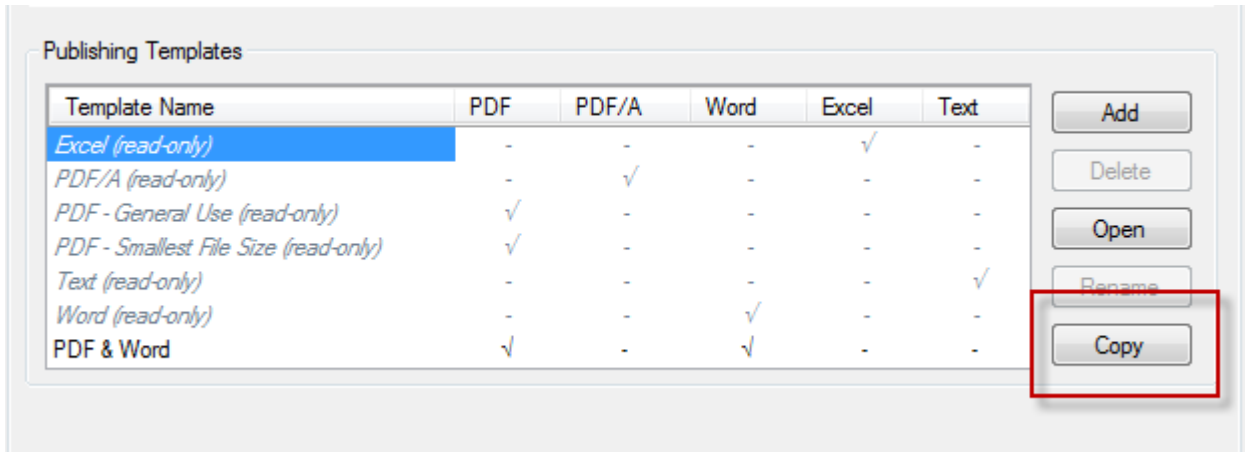 Publishing Templates
Template Name PDF PDF/A Word Excel Text
Add
Excel (read-only) - - - √ -
PDF/A (read-only) - √ - - -
Delete
PDF - General Use (read-only) √ - - - -
Open
PDF - Smallest File Size (read-only) √ - - - -
Text (read-only) - - - - √
Rename
Word (read-only) - - √ - -
PDF & Word √ - √ - -
Copy